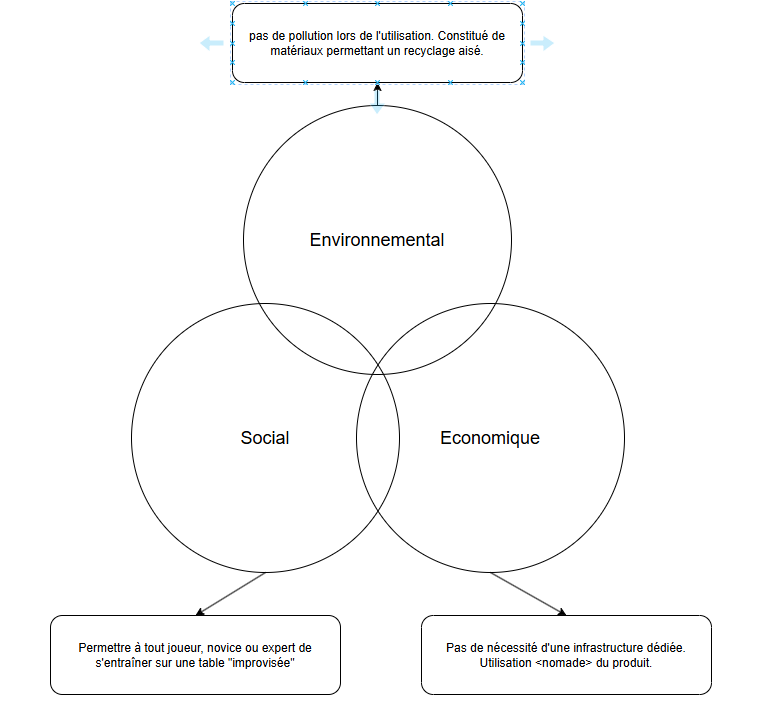 pas de pollution lors de l'utilisation. Constitué de
matériaux permettant un recyclage aisé.
Environnemental
Social
Economique
Permettre à tout joueur, novice ou expert de
s'entraîner sur une table "improvisée"
Pas de nécessité d'une infrastructure dédiée.
Utilisation <nomade> du produit.